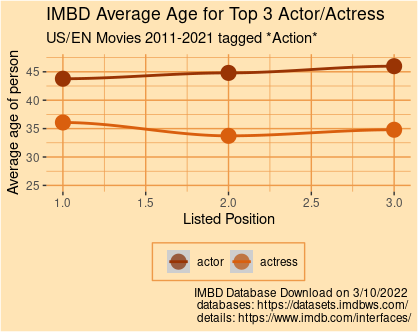 IMBD Average Age for Top 3 Actor/Actress
US/EN Movies 2011-2021 tagged *Action*
Average age of person
45
40
35
30
25
1.0 1.5 2.0 2.5 3.0
Listed Position
actor actress
IMBD Database Download on 3/10/2022
databases: https://datasets.imdbws.com/
details: https://www.imdb.com/interfaces/